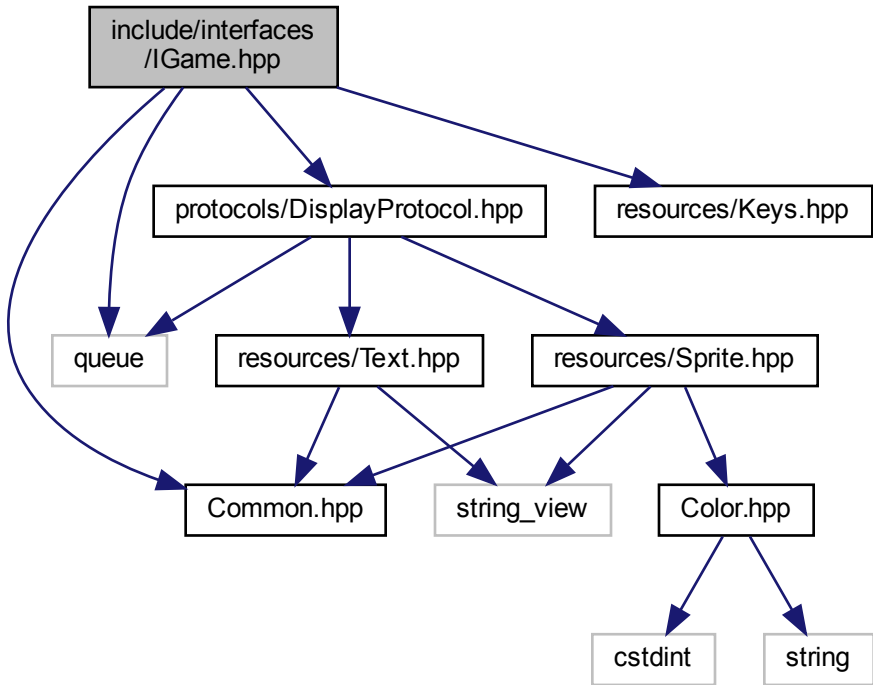 include/interfaces
/IGame.hpp
protocols/DisplayProtocol.hpp
resources/Keys.hpp
queue
resources/Text.hpp
resources/Sprite.hpp
Common.hpp
string_view
Color.hpp
cstdint
string